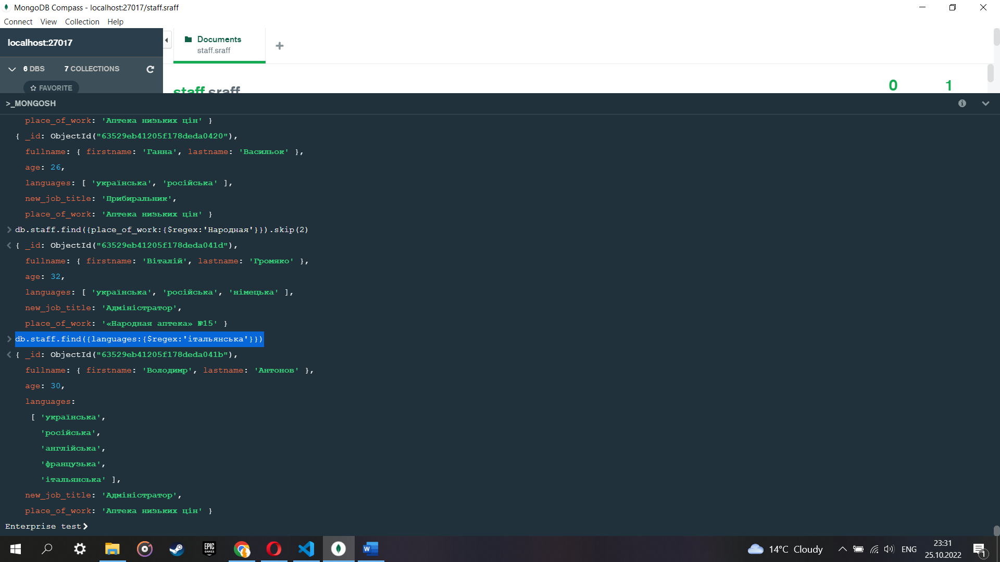 MongoDB Compass - localhost:27017/staff.sraff
Connect View Collection Help
localhost:27017
Documents
staff.sraff
6 DBS 7 COLLECTIONS
FAVORITE
staff.sraff
0 1
>_MONGOSH
place_of_work: 'Аптека низьких цін' }
{ _id: ObjectId("63529eb41205f178deda0420"),
fullname: { firstname: 'Ганна', lastname: 'Васильок' },
age: 26,
languages: [ 'українська', 'російська' ],
new_job_title: 'Прибиральник',
place_of_work: 'Аптека низьких цін' }
db.staff.find({place_of_work:{$regex:'Народная'}}).skip(2)
{ _id: ObjectId("63529eb41205f178deda041d"),
fullname: { firstname: 'Віталій', lastname: 'Громяко' },
age: 32,
languages: [ 'українська', 'російська', 'німецька' ],
new_job_title: 'Адміністратор',
place_of_work: '«Народная аптека» №15' }
db.staff.find({languages:{$regex:'італьянська'}})
{ _id: ObjectId("63529eb41205f178deda041b"),
fullname: { firstname: 'Володимр', lastname: 'Антонов' },
age: 30,
languages:
[ 'українська',
'російська',
'англійська',
'французька',
'італьянська' ],
new_job_title: 'Адміністратор',
place_of_work: 'Аптека низьких цін' }
Enterprise test>
EPIC GAMES
14°C Cloudy
ENG
23:31
25.10.2022
1